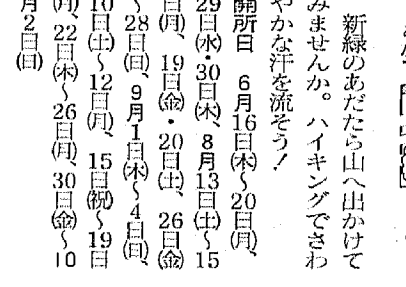 新緑のあだたら山へ出かけて
みませんか。ハイキングでさわ
やかな汗を流そう!
開所日　6月16日㈭〜20日㈪、
29日㈬・30日㈭、8月13日㈯〜15
日㈪、19日㈮・20日㈯、26日㈮
〜28日㈰、9月1日㈭〜4日㈰、
10日㈯〜12日㈪、15日㈷〜19日
㈪、22日㈭〜26日㈪、30日㈮〜10
月2日㈰